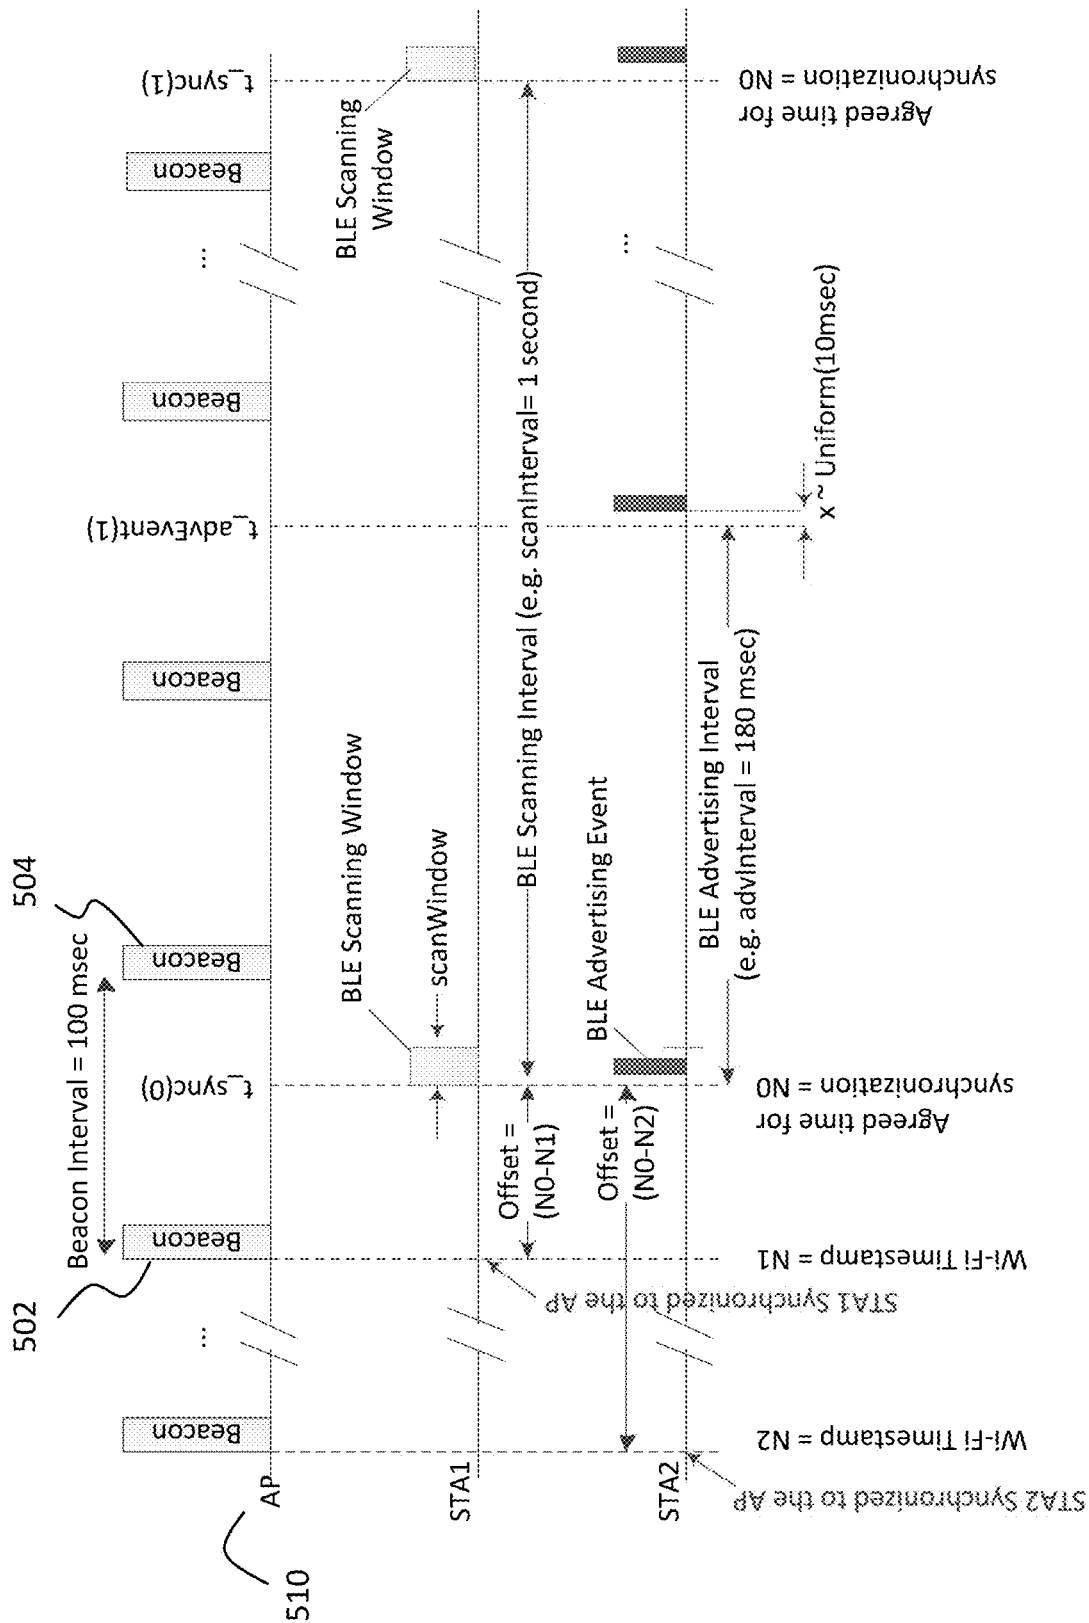 502
504
510
Beacon Interval = 100 msec
...
...
Beacon
Beacon
Beacon
Beacon
Beacon
Beacon
AP
t_sync(0)
t_advEvent(1)
t_sync(1)
BLE Scanning Window
scanWindow
BLE Scanning
Window
STA1
Offset =
(N0-N1)
BLE Scanning Interval (e.g. scanInterval= 1 second)
STA1 Synchronized to the AP
BLE Advertising Event
...
STA2
Offset =
(N0-N2)
BLE Advertising Interval
(e.g. advInterval = 180 msec)
x ~ Uniform(10msec)
STA2 Synchronized to the AP
Wi-Fi Timestamp = N2
Wi-Fi Timestamp = N1
Agreed time for
synchronization = N0
Agreed time for
synchronization = N0